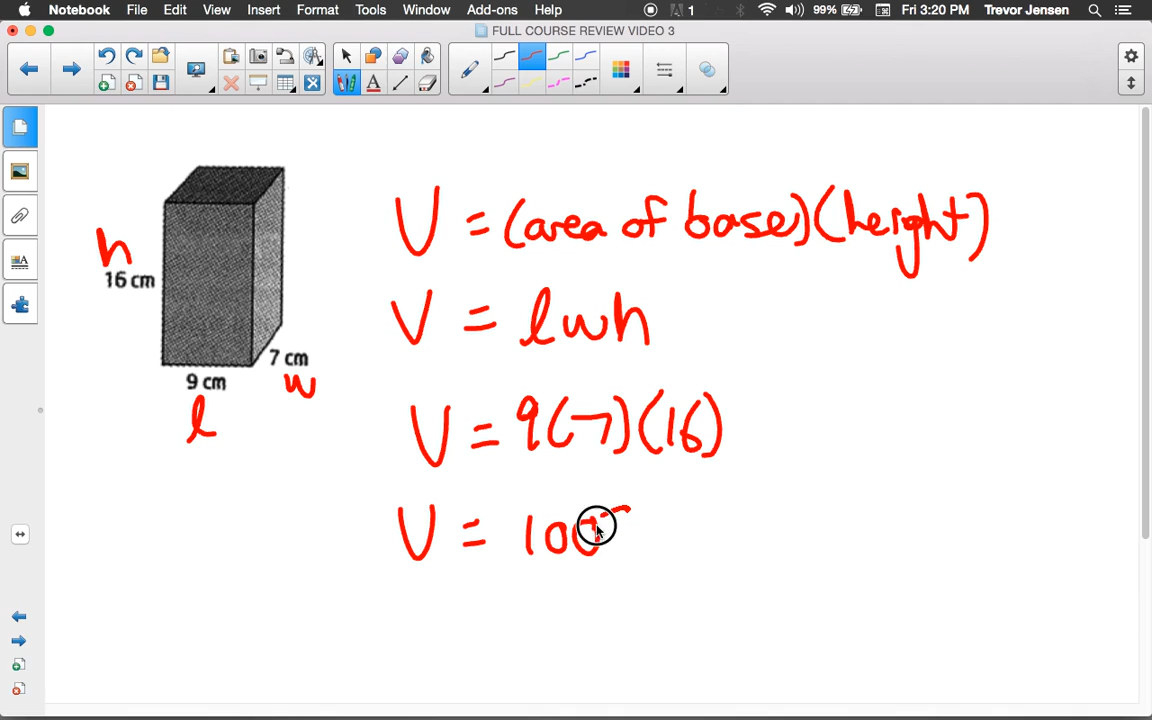 Notebook File Edit View Insert Format Tools Window Add-ons Help 1 99% Fri 3:20 PM Trevor Jensen
FULL COURSE REVIEW VIDEO 3
A
V = (area of base)(height)
h
16 cm
V = lwh
7 cm
9 cm
w
l
V = 9(7)(16)
V = 100